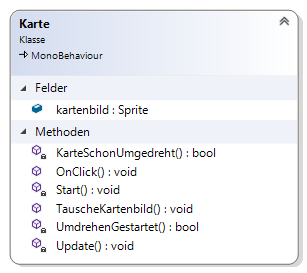 Karte
Klasse
MonoBehaviour
Felder
kartenbild : Sprite
Methoden
KarteSchonUmgedreht() : bool
OnClick() : void
Start() : void
TauscheKartenbild() : void
UmdrehenGestartet() : bool
Update() : void